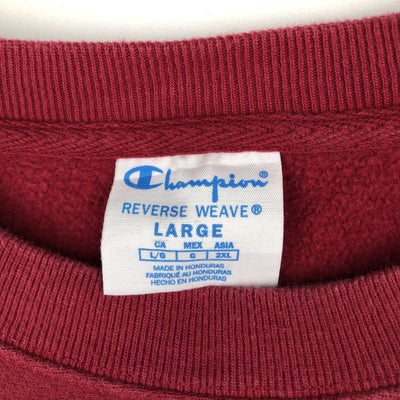 Champion®
REVERSE WEAVE®
LARGE
CA MEX ASIA
L/G G 2XL
MADE IN HONDURAS
FABRIQUÉ AU HONDURAS
HECHO EN HONDURAS